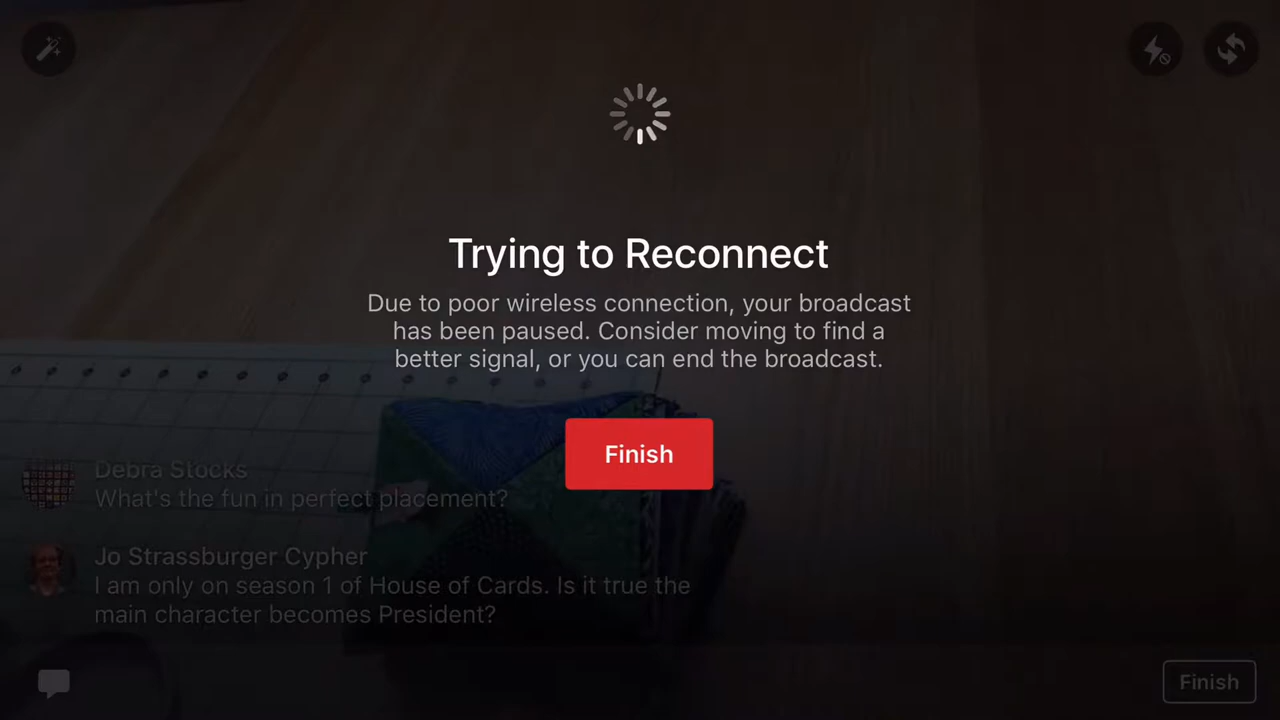 Trying to Reconnect
Due to poor wireless connection, your broadcast
has been paused. Consider moving to find a
better signal, or you can end the broadcast.
Finish
Debra Stocks
What's the fun in perfect placement?
Jo Strassburger Cypher
I am only on season 1 of House of Cards. Is it true the
main character becomes President?
Finish